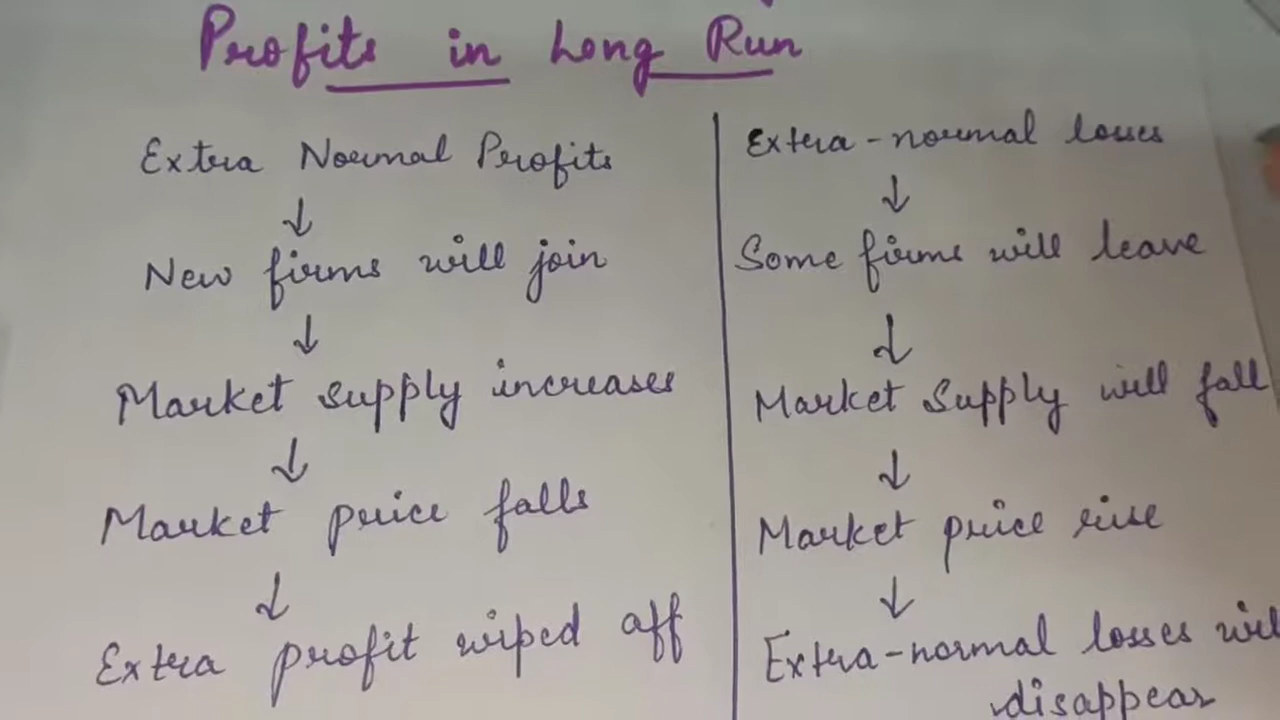 Profits in Long Run
Extra Normal Profits
↓
New firms will join
↓
Market supply increases
↓
Market price falls
↓
Extra profit wiped off
Extra-normal losses
↓
Some firms will leave
↓
Market Supply will fall
↓
Market price rise
↓
Extra-normal losses will
disappear